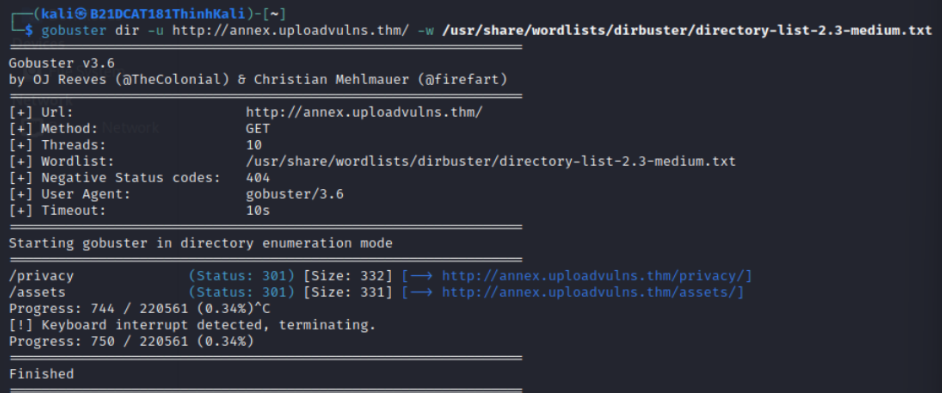 (kali㉿B21DCAT181ThinhKali)-[~]
$ gobuster dir -u http://annex.uploadvulns.thm/ -w /usr/share/wordlists/dirbuster/directory-list-2.3-medium.txt
===============================================================
Gobuster v3.6
by OJ Reeves (@TheColonial) & Christian Mehlmauer (@firefart)
===============================================================
[+] Url: http://annex.uploadvulns.thm/
[+] Method: GET
[+] Threads: 10
[+] Wordlist: /usr/share/wordlists/dirbuster/directory-list-2.3-medium.txt
[+] Negative Status codes: 404
[+] User Agent: gobuster/3.6
[+] Timeout: 10s
===============================================================
Starting gobuster in directory enumeration mode
===============================================================
/privacy (Status: 301) [Size: 332] [--> http://annex.uploadvulns.thm/privacy/]
/assets (Status: 301) [Size: 331] [--> http://annex.uploadvulns.thm/assets/]
Progress: 744 / 220561 (0.34%)^C
[!] Keyboard interrupt detected, terminating.
Progress: 750 / 220561 (0.34%)
===============================================================
Finished
===============================================================